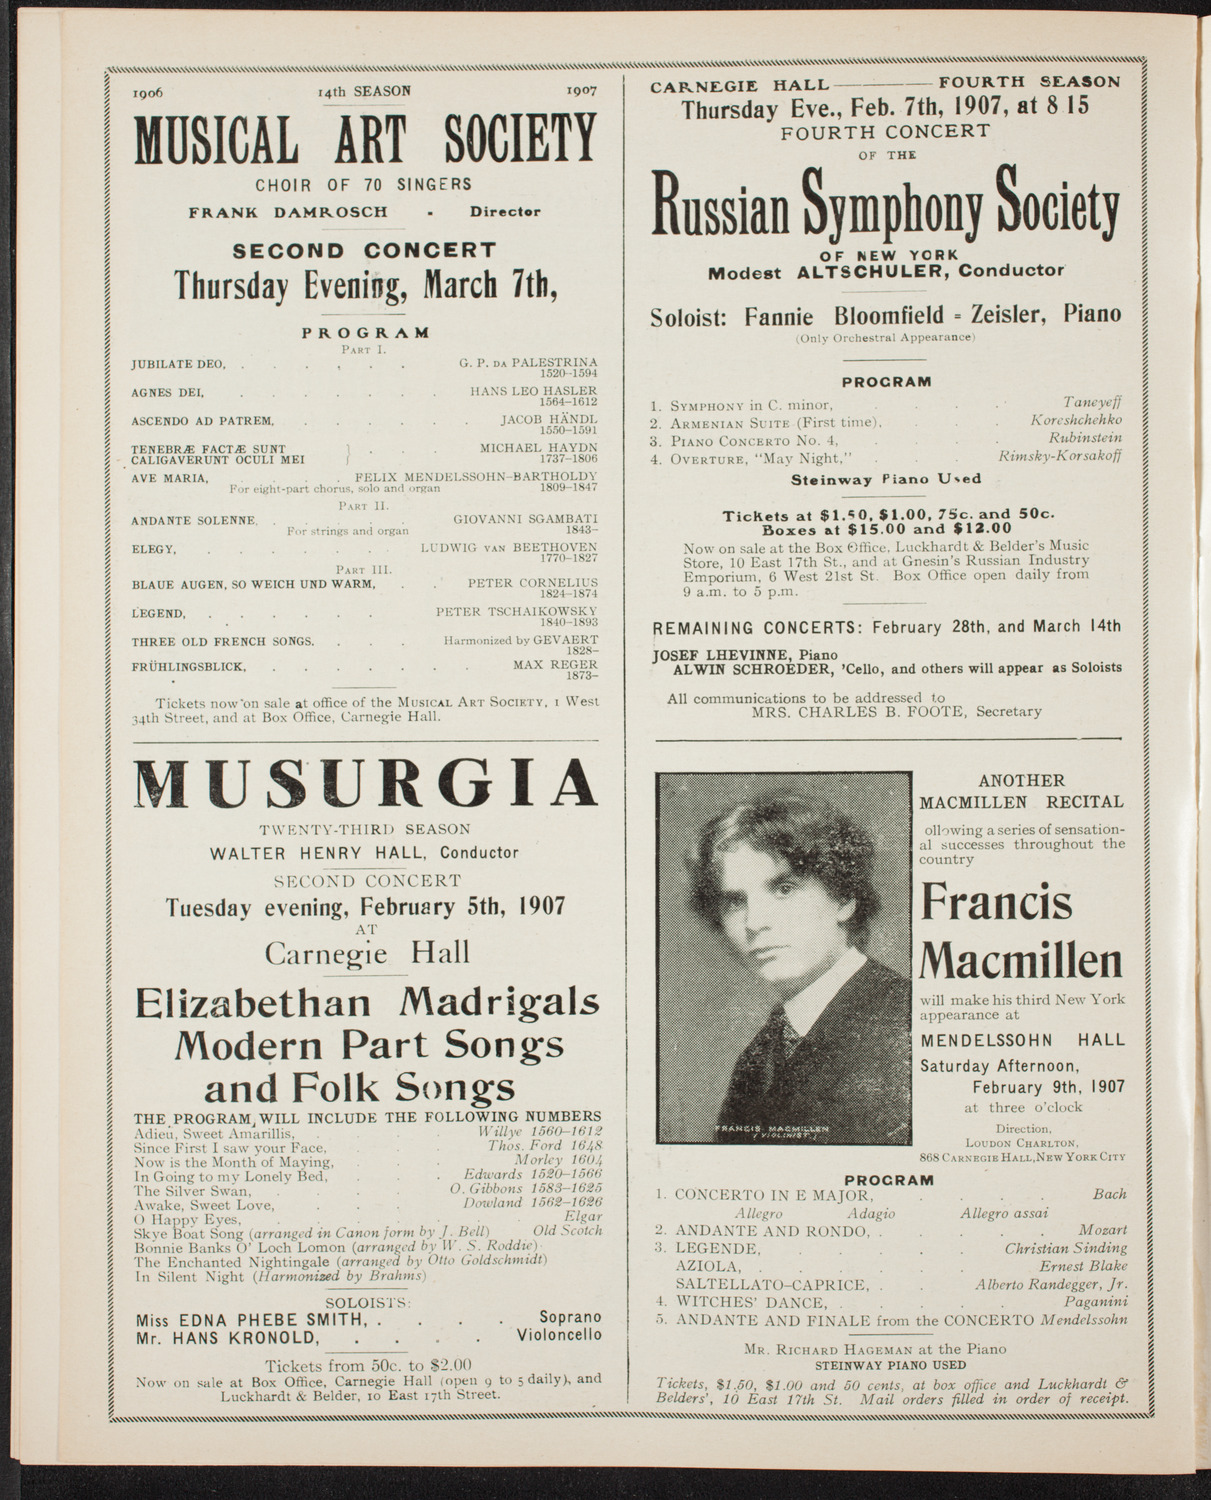 1906 14th SEASON 1907
MUSICAL ART SOCIETY
CHOIR OF 70 SINGERS
FRANK DAMROSCH - Director
SECOND CONCERT
Thursday Evening, March 7th,
PROGRAM
PART I.
JUBILATE DEO, . . . . . G. P. DA PALESTRINA
1520--1594
AGNES DEI, . . . . . . . HANS LEO HASLER
1564-1612
ASCENDO AD PATREM, . . . . . . JACOB HÄNDL
1550-1591
TENEBRÆ FACTÆ SUNT } . . . MICHAEL HAYDN
CALIGAVERUNT OCULI MEI 1737-1806
AVE MARIA, . . . . FELIX MENDELSSOHN-BARTHOLDY
For eight-part chorus, solo and organ 1809-1847
PART II.
ANDANTE SOLENNE, . . . . GIOVANNI SGAMBATI
For strings and organ 1843-
ELEGY, . . . . . . . LUDWIG VAN BEETHOVEN
1770-1827
PART III.
BLAUE AUGEN, SO WEICH UND WARM, . . PETER CORNELIUS
1824-1874
LEGEND, . . . . . . PETER TSCHAIKOWSKY
1840-1893
THREE OLD FRENCH SONGS. . . . Harmonized by GEVAERT
1828-
FRÜHLINGSBLICK, . . . . . . . MAX REGER
1873-
Tickets now on sale at office of the MUSICAL ART SOCIETY, 1 West
34th Street, and at Box Office, Carnegie Hall.
MUSURGIA
TWENTY-THIRD SEASON
WALTER HENRY HALL, Conductor
SECOND CONCERT
Tuesday evening, February 5th, 1907
AT
Carnegie Hall
Elizabethan Madrigals
Modern Part Songs
and Folk Songs
THE PROGRAM WILL INCLUDE THE FOLLOWING NUMBERS
Adieu, Sweet Amarillis, . . . Willye 1560-1612
Since First I saw your Face, . . . Thos. Ford 1648
Now is the Month of Maying, . . . Morley 1604
In Going to my Lonely Bed, . . . Edwards 1520-1566
The Silver Swan, . . . . O. Gibbons 1583-1625
Awake, Sweet Love, . . . . Dowland 1562-1626
O Happy Eyes, . . . . . . Elgar
Skye Boat Song (arranged in Canon form by J. Bell) Old Scotch
Bonnie Banks O' Loch Lomon (arranged by W. S. Roddie)
The Enchanted Nightingale (arranged by Otto Goldschmidt)
In Silent Night (Harmonized by Brahms)
SOLOISTS:
Miss EDNA PHEBE SMITH, . . . . Soprano
Mr. HANS KRONOLD, . . . . Violoncello
Tickets from 50c. to $2.00
Now on sale at Box Office, Carnegie Hall (open 9 to 5 daily), and
Luckhardt & Belder, 10 East 17th Street.
CARNEGIE HALL FOURTH SEASON
Thursday Eve., Feb. 7th, 1907, at 8 15
FOURTH CONCERT
OF THE
Russian Symphony Society
OF NEW YORK
Modest ALTSCHULER, Conductor
Soloist: Fannie Bloomfield = Zeisler, Piano
(Only Orchestral Appearance)
PROGRAM
1. SYMPHONY in C. minor, . . . . Taneyeff
2. ARMENIAN SUITE (First time), . . . Koreshchehko
3. PIANO CONCERTO No. 4, . . . . Rubinstein
4. OVERTURE, "May Night," . . . . Rimsky-Korsakoff
Steinway Piano Used
Tickets at $1.50, $1.00, 75c. and 50c.
Boxes at $15.00 and $12.00
Now on sale at the Box Office, Luckhardt & Belder's Music
Store, 10 East 17th St., and at Gnesin's Russian Industry
Emporium, 6 West 21st St. Box Office open daily from
9 a.m. to 5 p.m.
REMAINING CONCERTS: February 28th, and March 14th
JOSEF LHEVINNE, Piano
ALWIN SCHROEDER, 'Cello, and others will appear as Soloists
All communications to be addressed to
MRS. CHARLES B. FOOTE, Secretary
FRANCIS MACMILLEN
(VIOLINIST.)
ANOTHER
MACMILLEN RECITAL
ollowing a series of sensation-
al successes throughout the
country
Francis
Macmillen
will make his third New York
appearance at
MENDELSSOHN HALL
Saturday Afternoon,
February 9th, 1907
at three o'clock
Direction,
LOUDON CHARLTON,
868 CARNEGIE HALL, NEW YORK CITY
PROGRAM
1. CONCERTO IN E MAJOR, . . . . Bach
Allegro Adagio Allegro assai
2. ANDANTE AND RONDO, . . . . . Mozart
3. LEGENDE, . . . . . Christian Sinding
AZIOLA, . . . . . . Ernest Blake
SALTELLATO-CAPRICE, . . Alberto Randegger, Jr.
4. WITCHES' DANCE, . . . . . Paganini
5. ANDANTE AND FINALE from the CONCERTO Mendelssohn
MR. RICHARD HAGEMAN at the Piano
STEINWAY PIANO USED
Tickets, $1.50, $1.00 and 50 cents, at box office and Luckhardt &
Belders', 10 East 17th St. Mail orders filled in order of receipt.